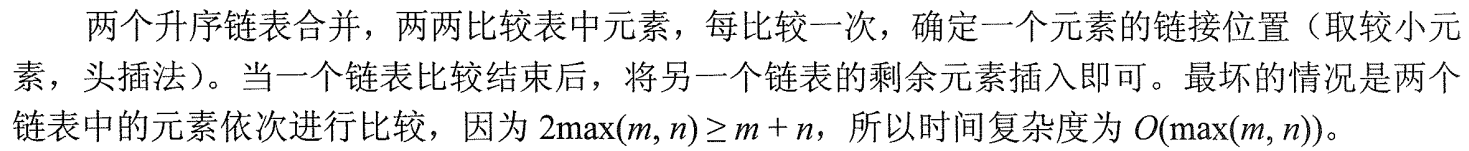 两个升序链表合并，两两比较表中元素，每比较一次，确定一个元素的链接位置（取较小元
素，头插法）。当一个链表比较结束后，将另一个链表的剩余元素插入即可。最坏的情况是两个
链表中的元素依次进行比较，因为 2max(m, n) ≥ m + n，所以时间复杂度为 O(max(m, n))。